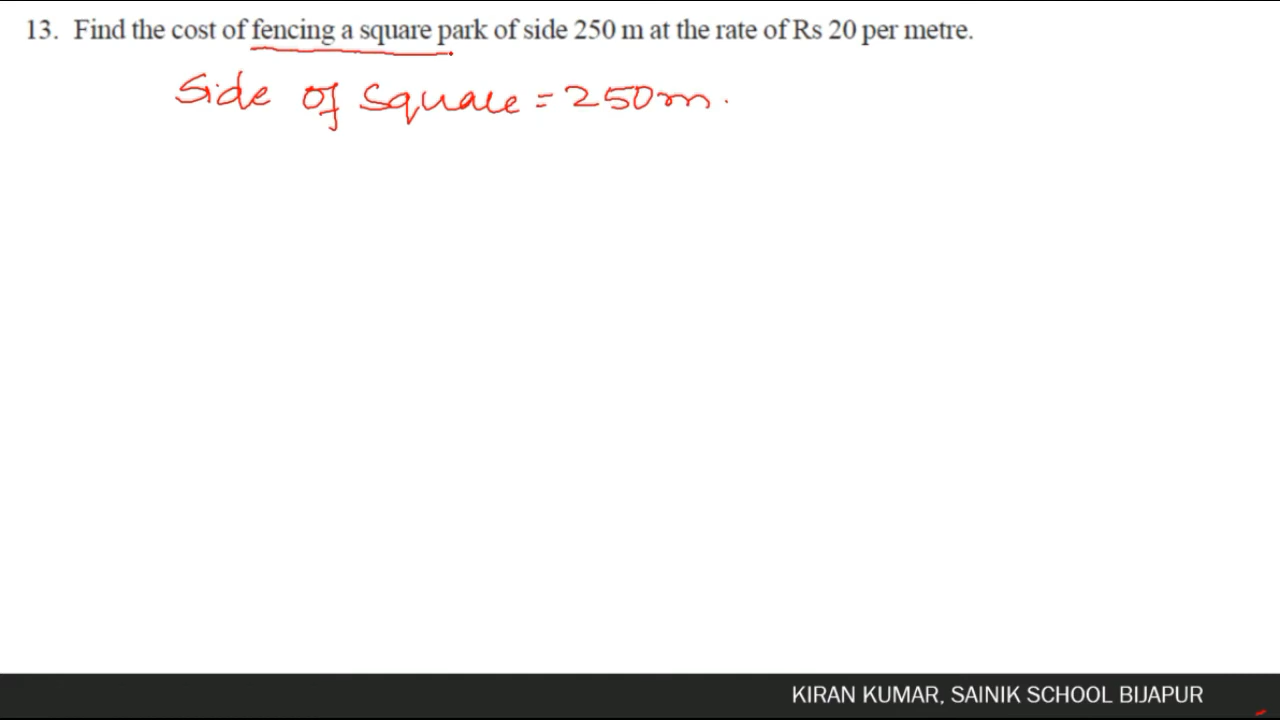 13. Find the cost of fencing a square park of side 250 m at the rate of Rs 20 per metre.
Side of Square = 250m.
KIRAN KUMAR, SAINIK SCHOOL BIJAPUR